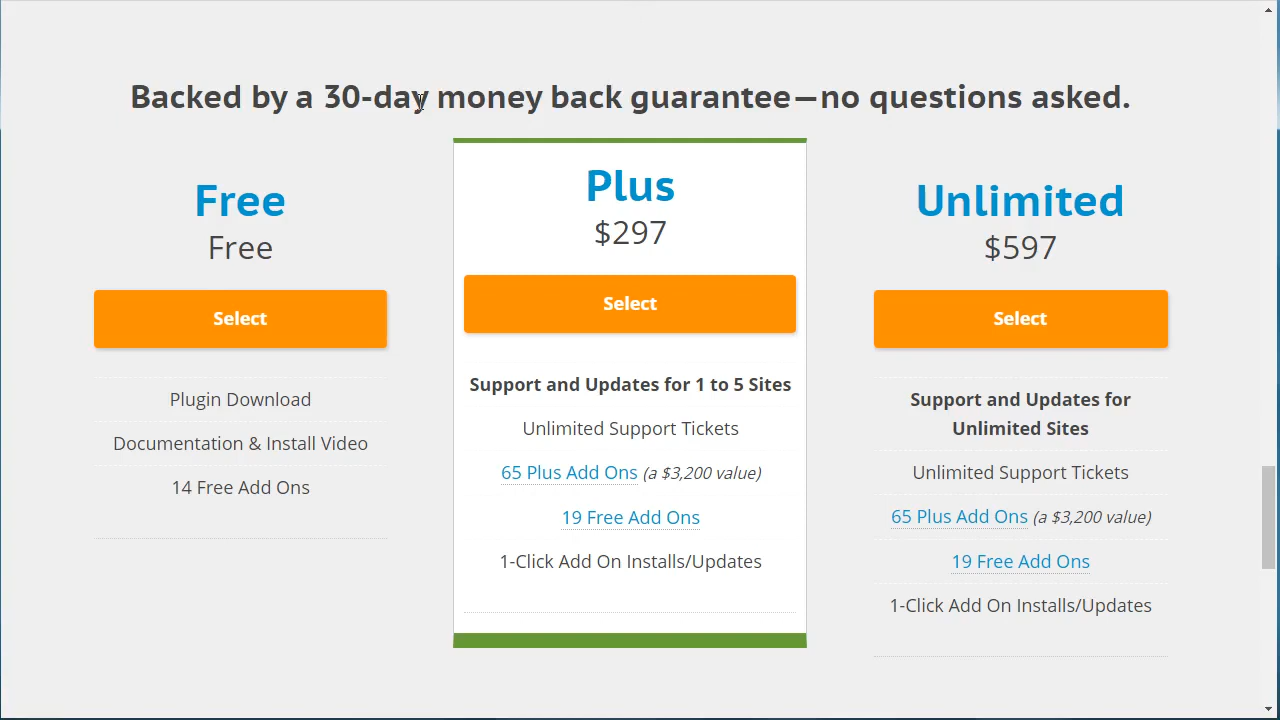 Backed by a 30-day money back guarantee—no questions asked.
Free
Free
Select
Plugin Download
Documentation & Install Video
14 Free Add Ons
Plus
$297
Select
Support and Updates for 1 to 5 Sites
Unlimited Support Tickets
65 Plus Add Ons (a $3,200 value)
19 Free Add Ons
1-Click Add On Installs/Updates
Unlimited
$597
Select
Support and Updates for
Unlimited Sites
Unlimited Support Tickets
65 Plus Add Ons (a $3,200 value)
19 Free Add Ons
1-Click Add On Installs/Updates